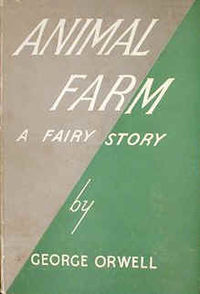 ANIMAL
FARM
A FAIRY STORY
by
GEORGE ORWELL